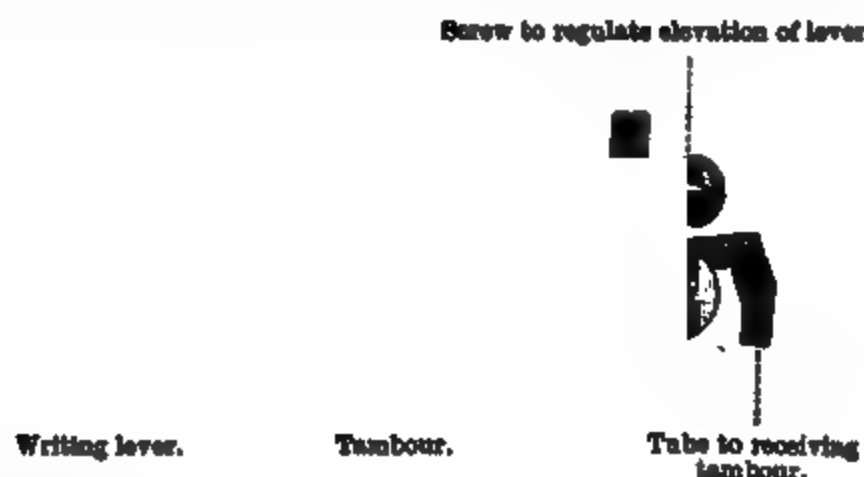 Screw to regulate elevation of lever
Writing lever.
Tambour.
Tube to receiving
tambour.